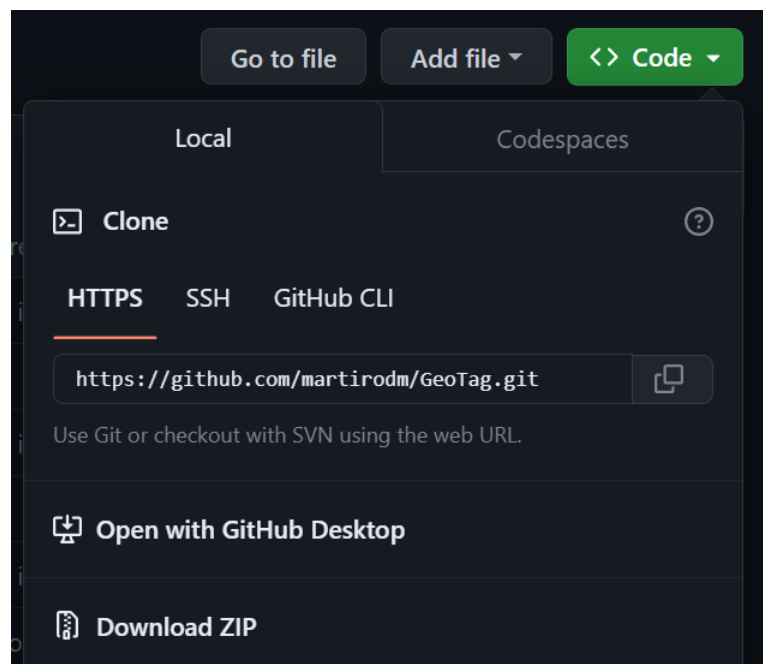 Go to file Add file <> Code
Local Codespaces
Clone
HTTPS SSH GitHub CLI
https://github.com/martirodm/GeoTag.git
Use Git or checkout with SVN using the web URL.
Open with GitHub Desktop
Download ZIP